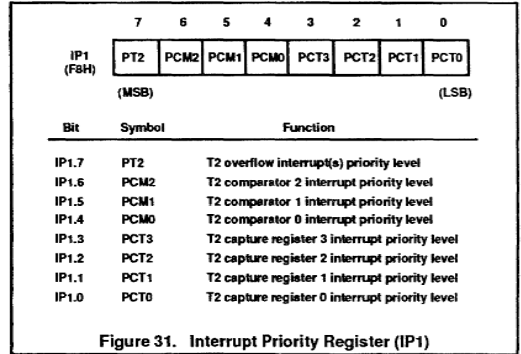 7 6 5 4 3 2 1 0
IP1 (F8H) PT2 PCM2 PCM1 PCM0 PCT3 PCT2 PCT1 PCT0
(MSB) (LSB)
Bit Symbol Function
IP1.7 PT2 T2 overflow interrupt(s) priority level
IP1.6 PCM2 T2 comparator 2 interrupt priority level
IP1.5 PCM1 T2 comparator 1 interrupt priority level
IP1.4 PCM0 T2 comparator 0 interrupt priority level
IP1.3 PCT3 T2 capture register 3 interrupt priority level
IP1.2 PCT2 T2 capture register 2 interrupt priority level
IP1.1 PCT1 T2 capture register 1 interrupt priority level
IP1.0 PCT0 T2 capture register 0 interrupt priority level
Figure 31. Interrupt Priority Register (IP1)